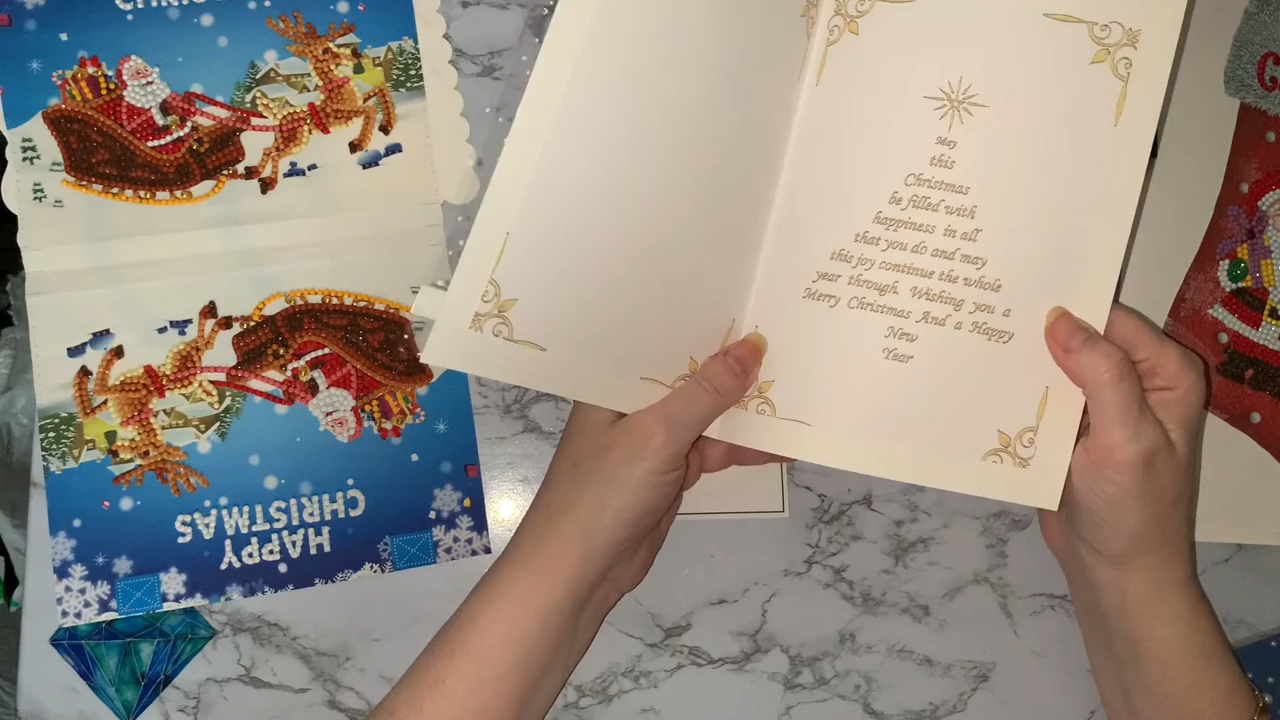 CHRISTMAS
May
this
Christmas
be filled with
happiness in all
that you do and may
this joy continue the whole
year through. Wishing you a
Merry Christmas And a Happy
New
Year
HAPPY
CHRISTMAS